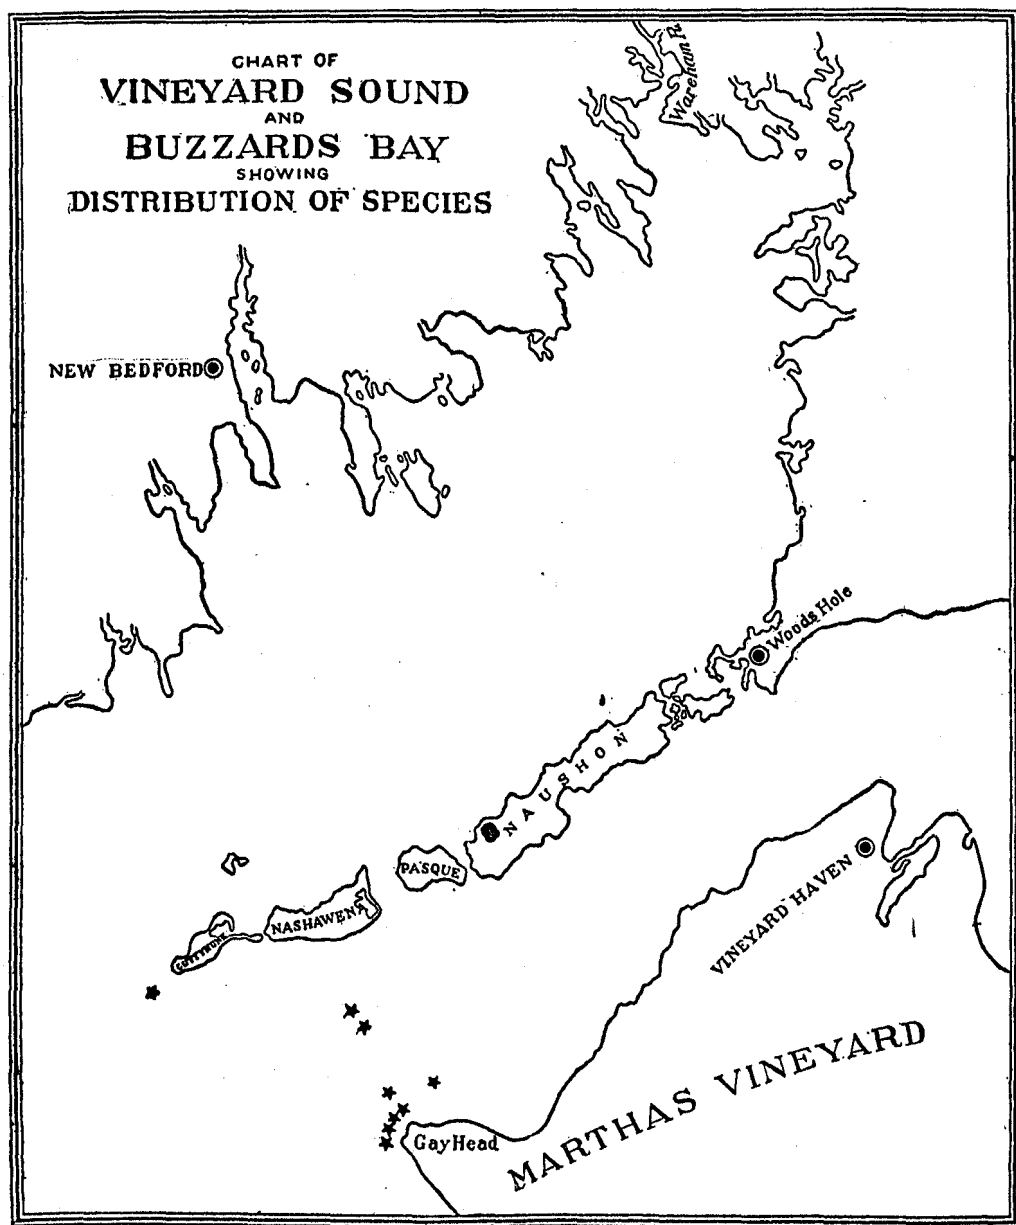 CHART OF
VINEYARD SOUND
AND
BUZZARDS BAY
SHOWING
DISTRIBUTION OF SPECIES
Wareham R.
NEW BEDFORD
Woods Hole
NAUSHON
PASQUE
NASHAWENA
CUTTYHUNK
VINEYARD HAVEN
MARTHAS VINEYARD
Gay Head